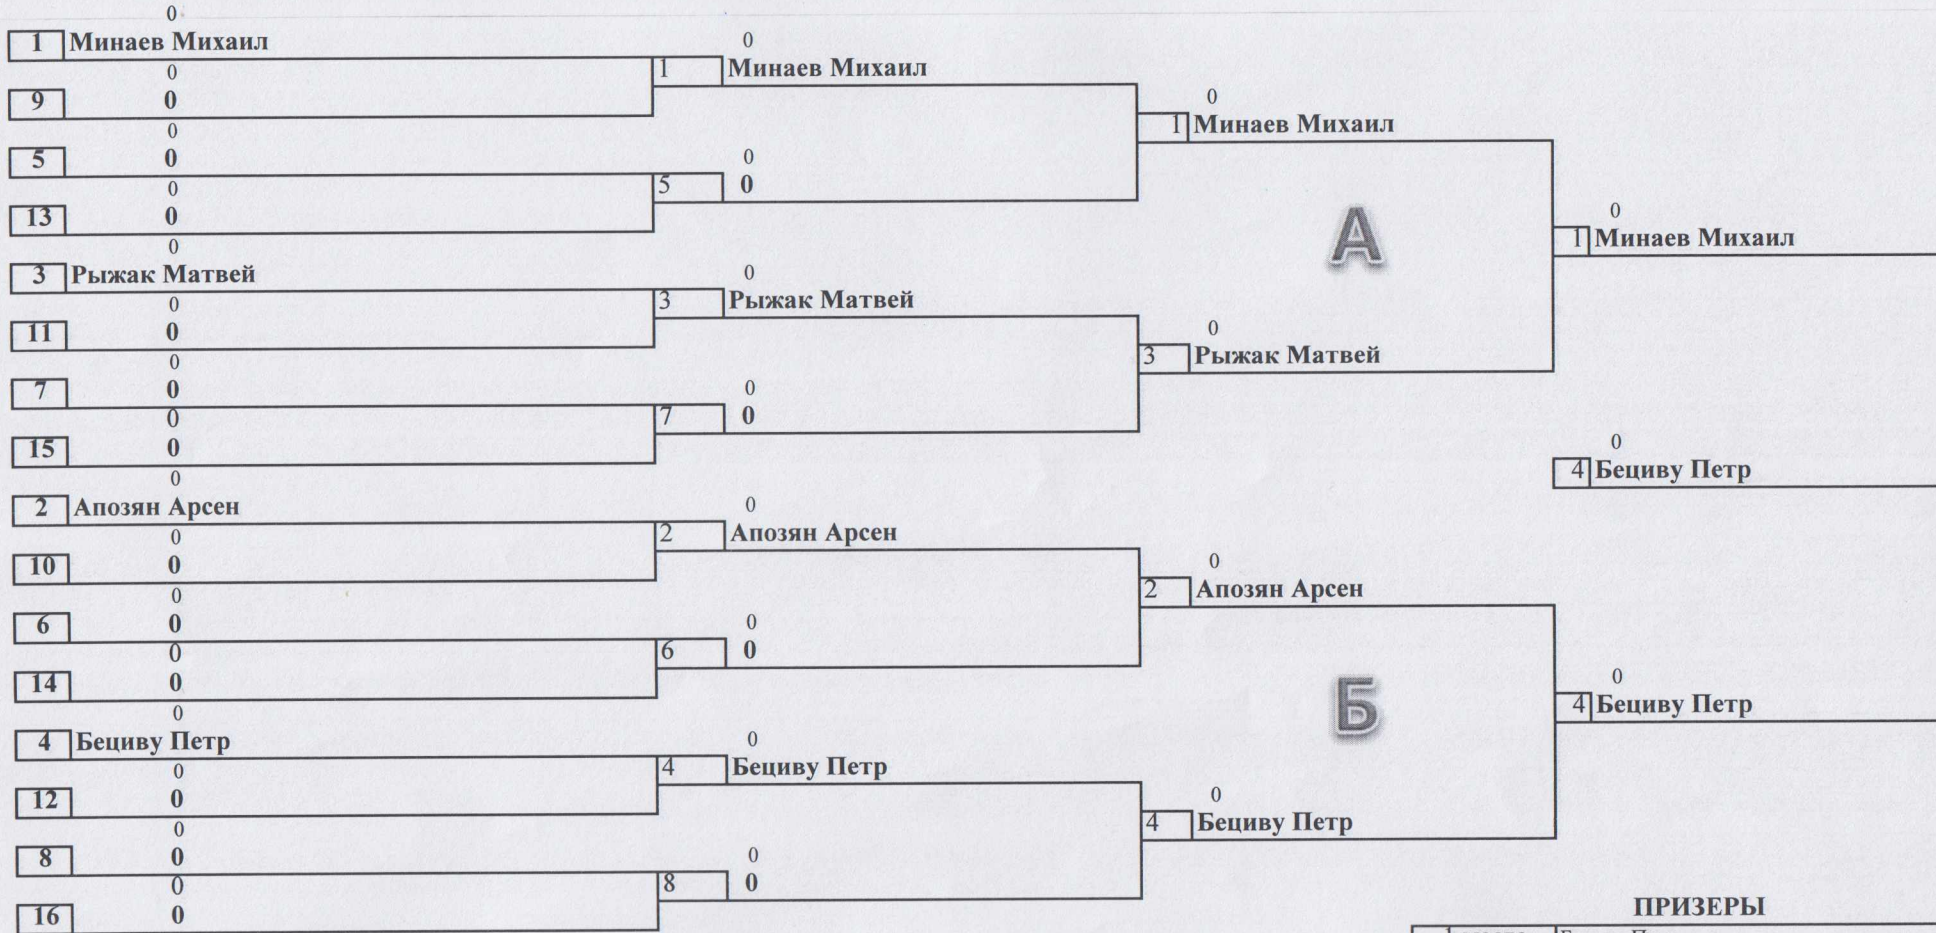 0
1 Минаев Михаил
0
9 0
0
5 0
0
13 0
0
3 Рыжак Матвей
0
11 0
0
7 0
0
15 0
0
2 Апозян Арсен
0
10 0
0
6 0
0
14 0
0
4 Бециву Петр
0
12 0
0
8 0
0
16 0
0
1 Минаев Михаил
0
5 0
0
3 Рыжак Матвей
0
7 0
0
2 Апозян Арсен
0
6 0
0
4 Бециву Петр
0
8 0
0
1 Минаев Михаил
0
3 Рыжак Матвей
0
2 Апозян Арсен
0
4 Бециву Петр
А
Б
0
1 Минаев Михаил
0
4 Бециву Петр
0
4 Бециву Петр
ПРИЗЕРЫ